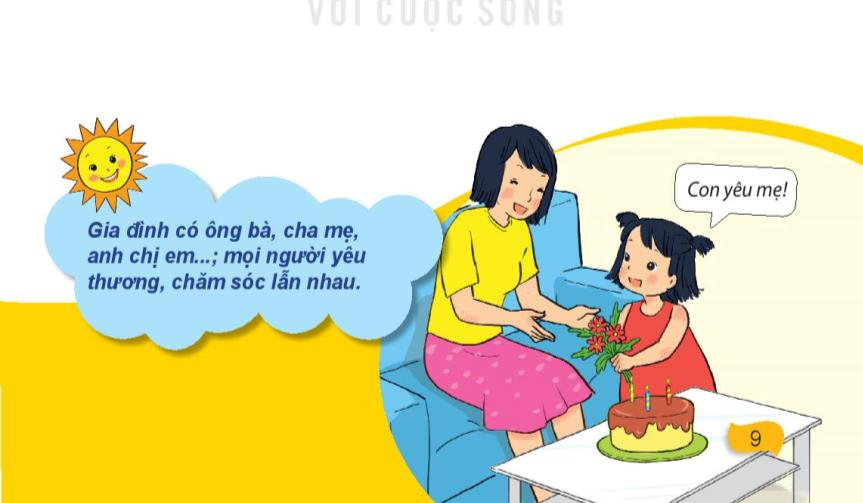 VỚI CUỘC SỐNG
Con yêu mẹ!
Gia đình có ông bà, cha mẹ,
anh chị em...; mọi người yêu
thương, chăm sóc lẫn nhau.
9